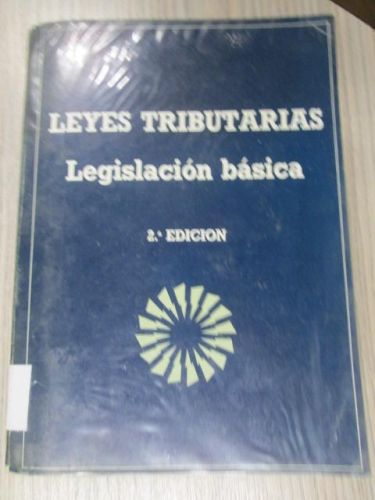 LEYES TRIBUTARIAS
Legislación básica
2.ª EDICION